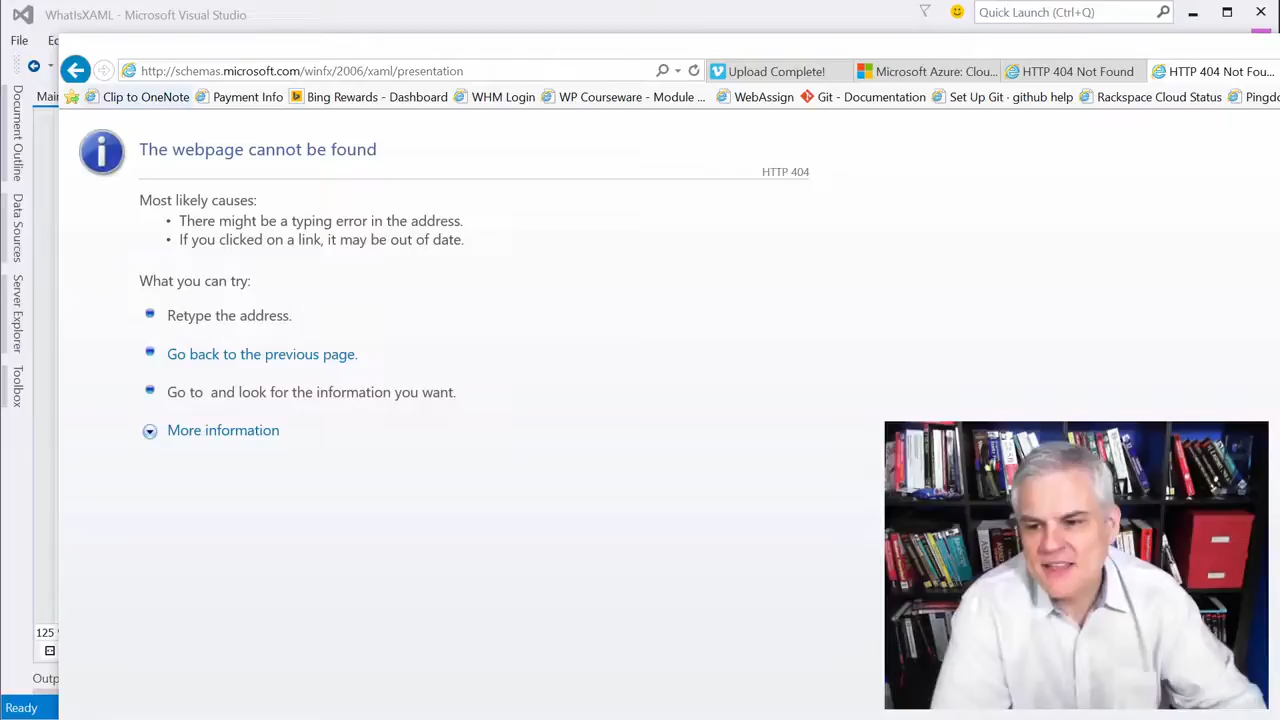 WhatIsXAML - Microsoft Visual Studio
Quick Launch (Ctrl+Q)
File
http://schemas.microsoft.com/winfx/2006/xaml/presentation
Upload Complete!
Microsoft Azure: Clou...
HTTP 404 Not Found
HTTP 404 Not Fou...
Clip to OneNote
Payment Info
Bing Rewards - Dashboard
WHM Login
WP Courseware - Module ...
WebAssign
Git - Documentation
Set Up Git · github help
Rackspace Cloud Status
Pingdo
Document Outline
Data Sources
Server Explorer
Toolbox
The webpage cannot be found
HTTP 404
Most likely causes:
• There might be a typing error in the address.
• If you clicked on a link, it may be out of date.
What you can try:
Retype the address.
Go back to the previous page.
Go to and look for the information you want.
More information
125
Outp
Ready